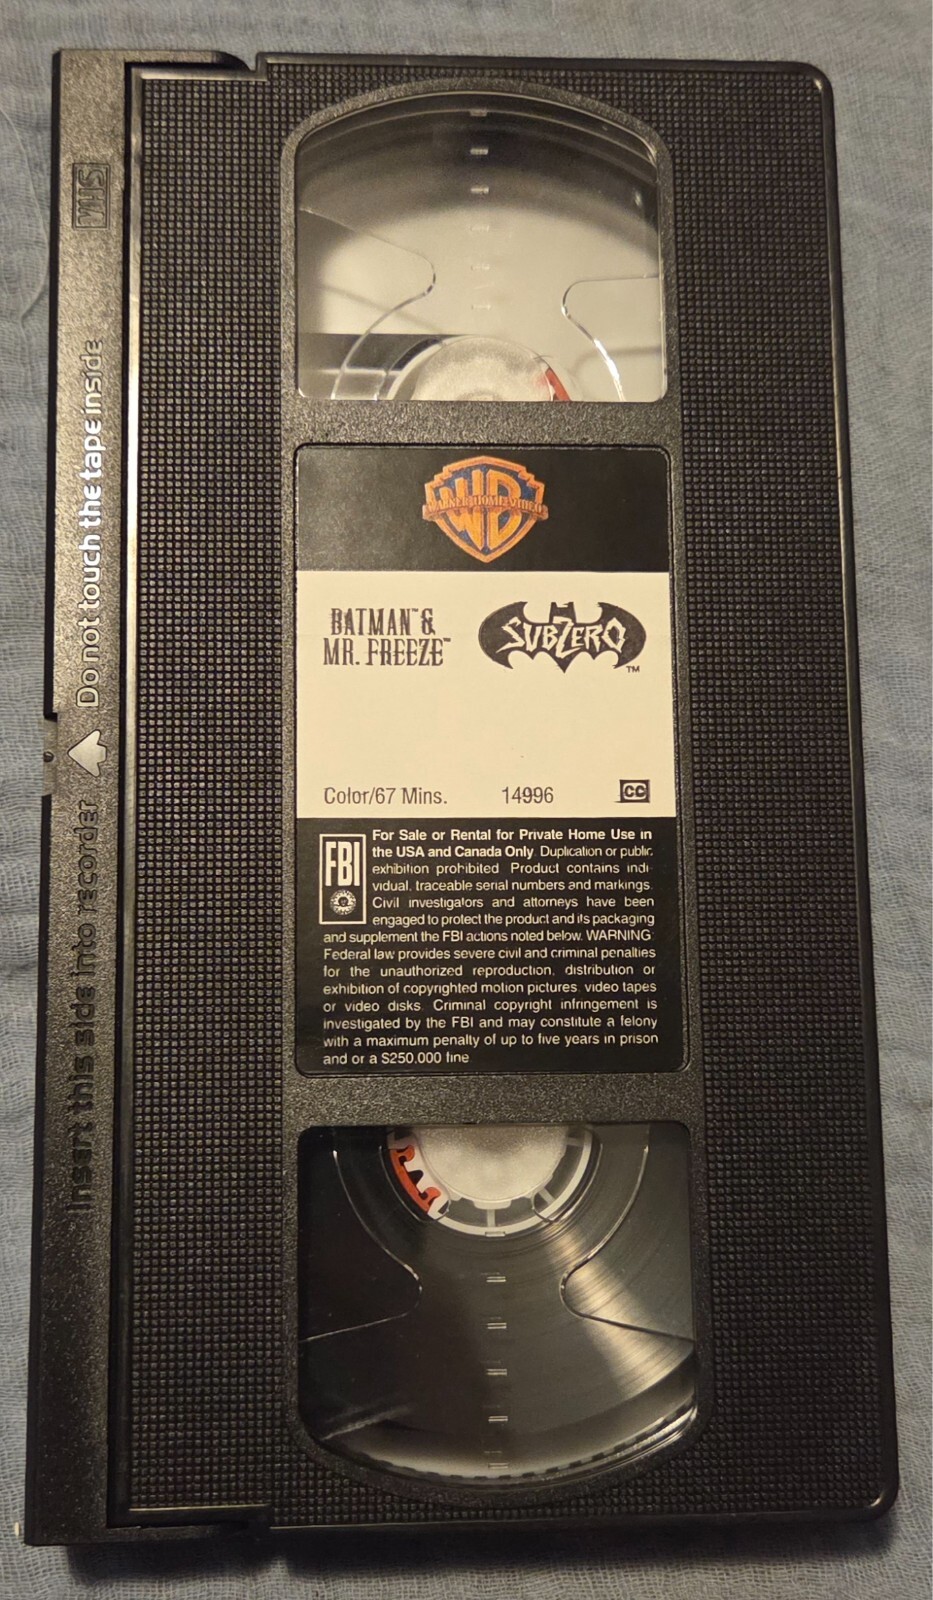 VHS
Do not touch the tape inside
Insert this side into recorder
WB
WARNER HOME VIDEO
BATMAN™ &
MR. FREEZE™
SUBZERO
TM
Color/67 Mins. 14996 CC
FBI
For Sale or Rental for Private Home Use in
the USA and Canada Only. Duplication or public
exhibition prohibited. Product contains indi-
vidual, traceable serial numbers and markings.
Civil investigators and attorneys have been
engaged to protect the product and its packaging
and supplement the FBI actions noted below. WARNING:
Federal law provides severe civil and criminal penalties
for the unauthorized reproduction, distribution or
exhibition of copyrighted motion pictures, video tapes
or video disks. Criminal copyright infringement is
investigated by the FBI and may constitute a felony
with a maximum penalty of up to five years in prison
and or a $250.000 fine.